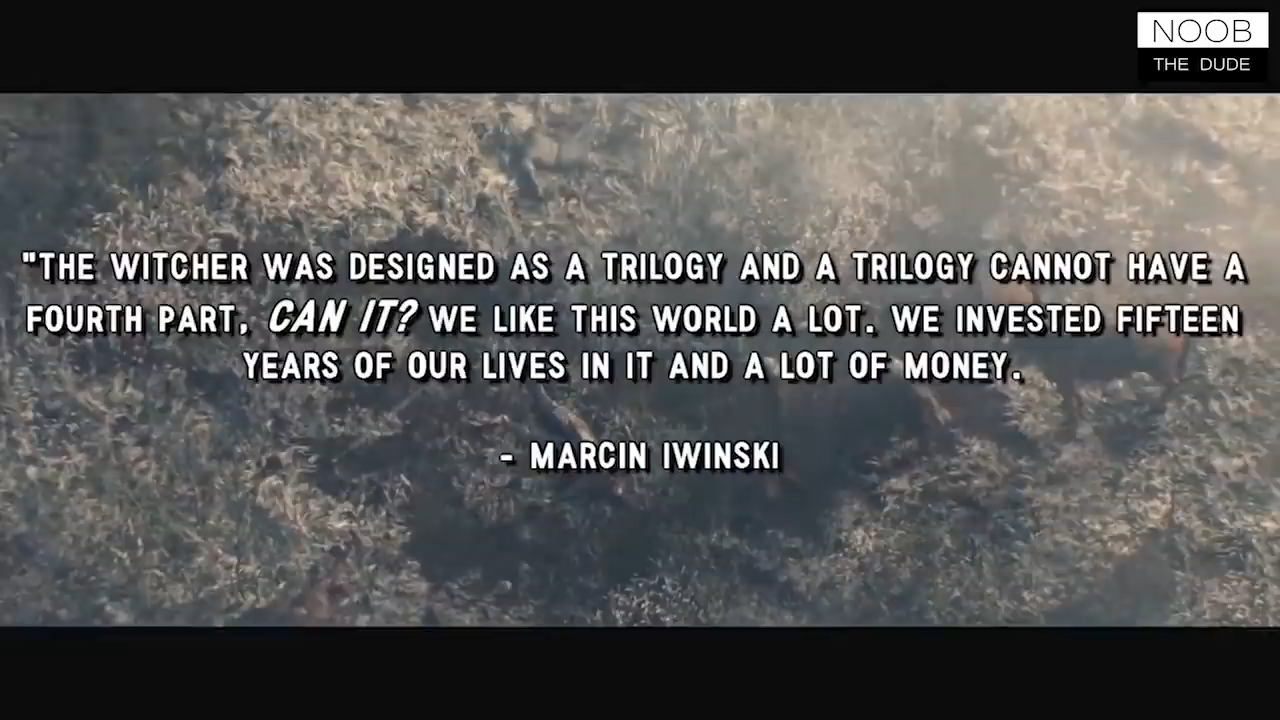 NOOB
THE DUDE
"THE WITCHER WAS DESIGNED AS A TRILOGY AND A TRILOGY CANNOT HAVE A
FOURTH PART, CAN IT? WE LIKE THIS WORLD A LOT. WE INVESTED FIFTEEN
YEARS OF OUR LIVES IN IT AND A LOT OF MONEY.
- MARCIN IWINSKI